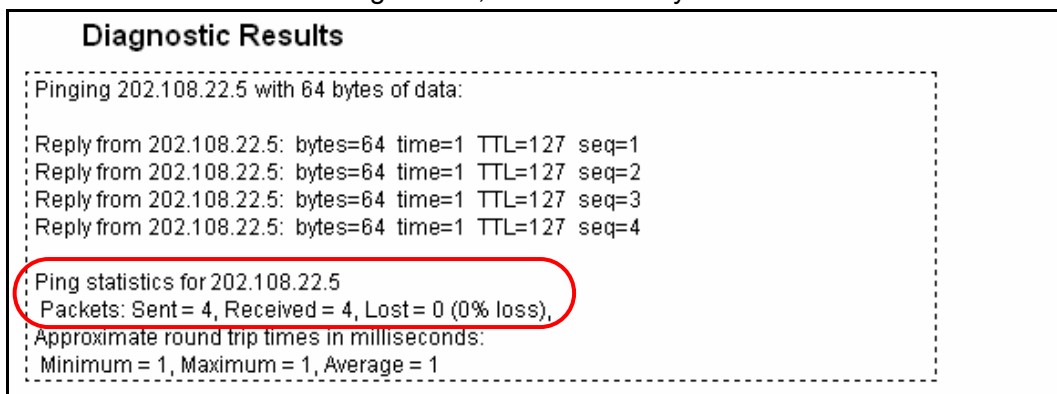 Diagnostic Results
Pinging 202.108.22.5 with 64 bytes of data:
Reply from 202.108.22.5: bytes=64 time=1 TTL=127 seq=1
Reply from 202.108.22.5: bytes=64 time=1 TTL=127 seq=2
Reply from 202.108.22.5: bytes=64 time=1 TTL=127 seq=3
Reply from 202.108.22.5: bytes=64 time=1 TTL=127 seq=4
Ping statistics for 202.108.22.5
Packets: Sent = 4, Received = 4, Lost = 0 (0% loss),
Approximate round trip times in milliseconds:
Minimum = 1, Maximum = 1, Average = 1